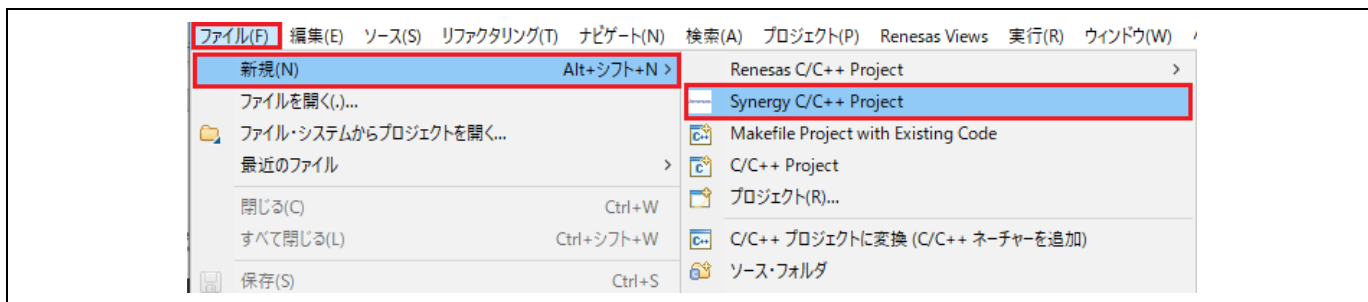 ファイル(F) 編集(E) ソース(S) リファクタリング(T) ナビゲート(N) 検索(A) プロジェクト(P) Renesas Views 実行(R) ウィンドウ(W)
新規(N) Alt+シフト+N >
ファイルを開く(.)...
ファイル・システムからプロジェクトを開く...
最近のファイル >
閉じる(C) Ctrl+W
すべて閉じる(L) Ctrl+シフト+W
保存(S) Ctrl+S
Renesas C/C++ Project >
Synergy C/C++ Project
Makefile Project with Existing Code
C/C++ Project
プロジェクト(R)...
C/C++ プロジェクトに変換 (C/C++ ネーチャーを追加)
ソース・フォルダ